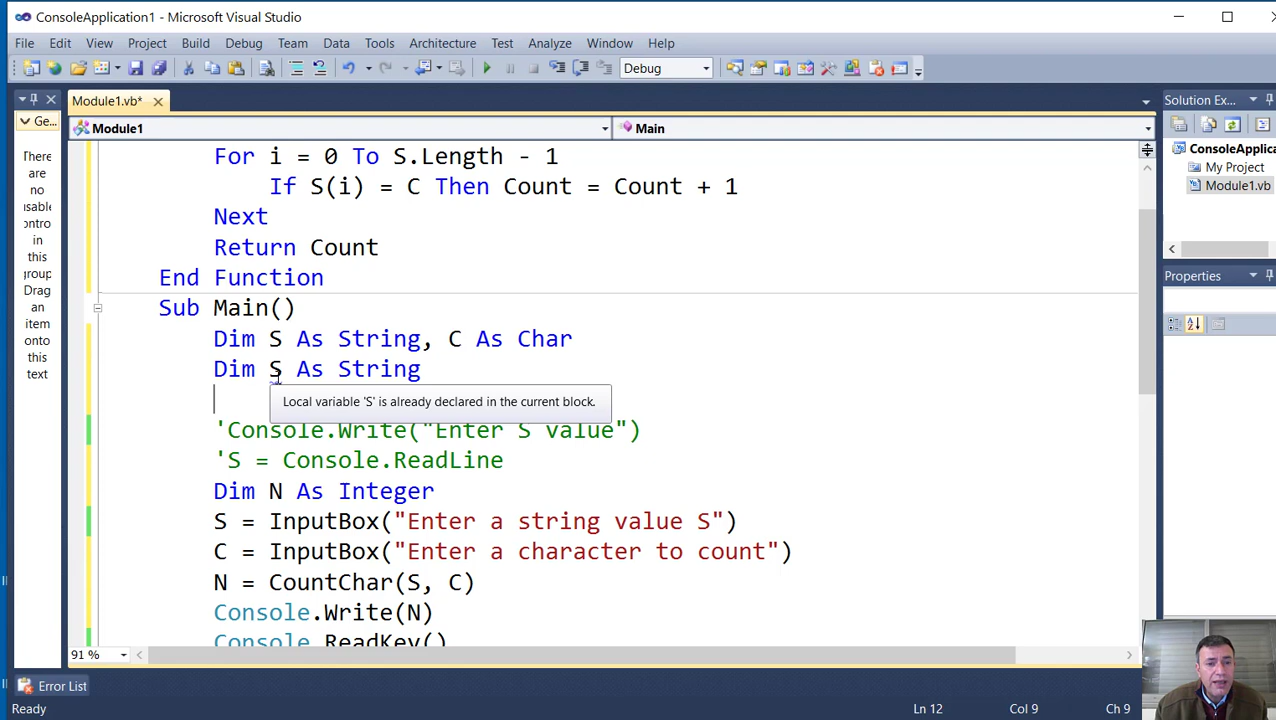 ConsoleApplication1 - Microsoft Visual Studio
File Edit View Project Build Debug Team Data Tools Architecture Test Analyze Window Help
Debug
Module1.vb*
Solution Ex...
Ge...
Module1
Main
There
are
no
usable
ontro
in
this
group
Drag
an
item
onto
this
text
For i = 0 To S.Length - 1
If S(i) = C Then Count = Count + 1
Next
Return Count
End Function
Sub Main()
Dim S As String, C As Char
Dim S As String
Local variable 'S' is already declared in the current block.
'Console.Write("Enter S value")
'S = Console.ReadLine
Dim N As Integer
S = InputBox("Enter a string value S")
C = InputBox("Enter a character to count")
N = CountChar(S, C)
Console.Write(N)
Console.ReadKey()
ConsoleApplica
My Project
Module1.vb
Properties
91 %
Error List
Ready
Ln 12 Col 9 Ch 9